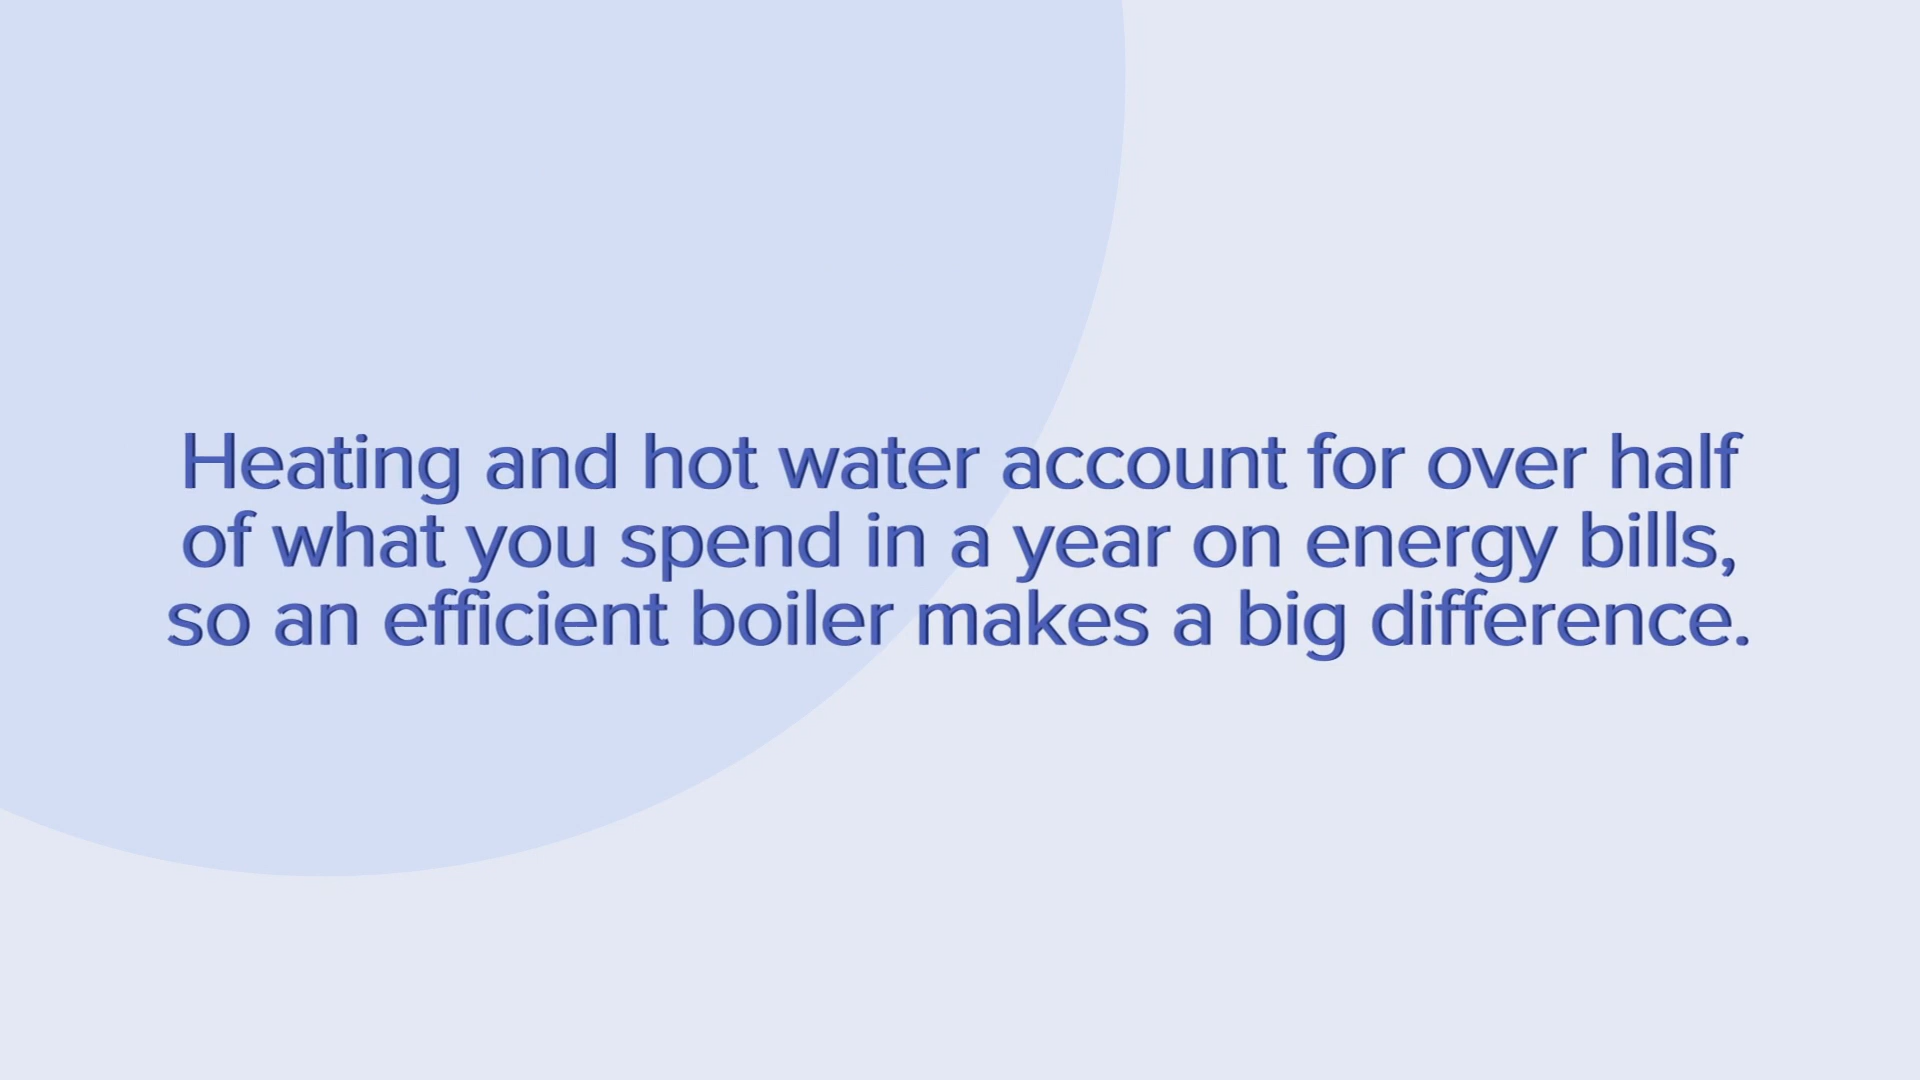 Heating and hot water account for over half
of what you spend in a year on energy bills,
so an efficient boiler makes a big difference.